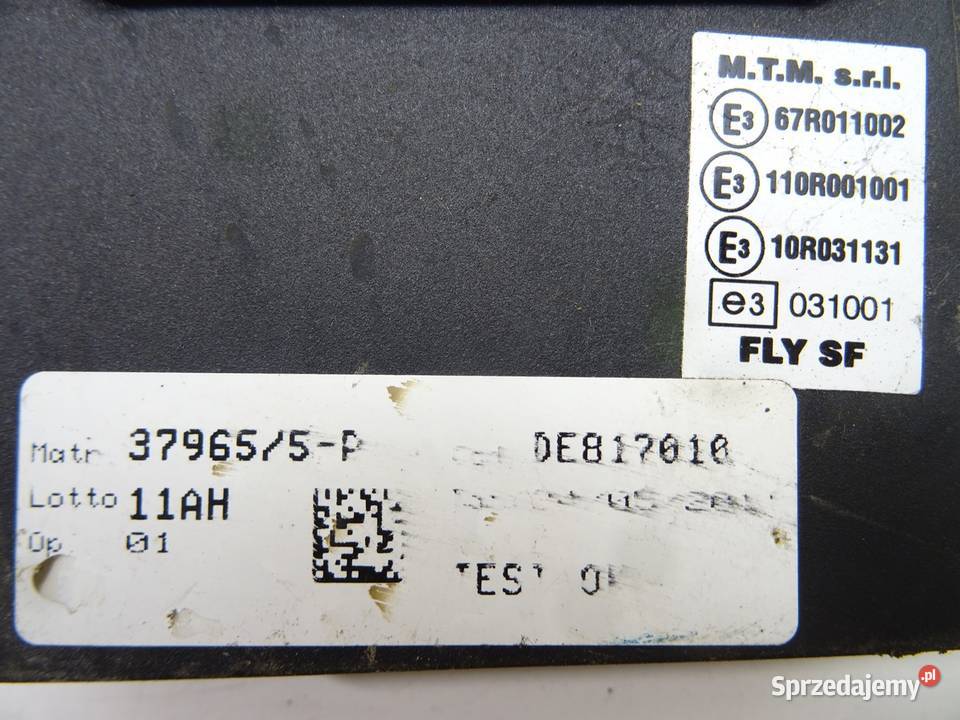 M.T.M. s.r.l.
E3 67R011002
E3 110R001001
E3 10R031131
e3 031001
FLY SF
Matr 37965/5-P DE817010
Lotto 11AH
Op 01
Sprzedajemy.pl